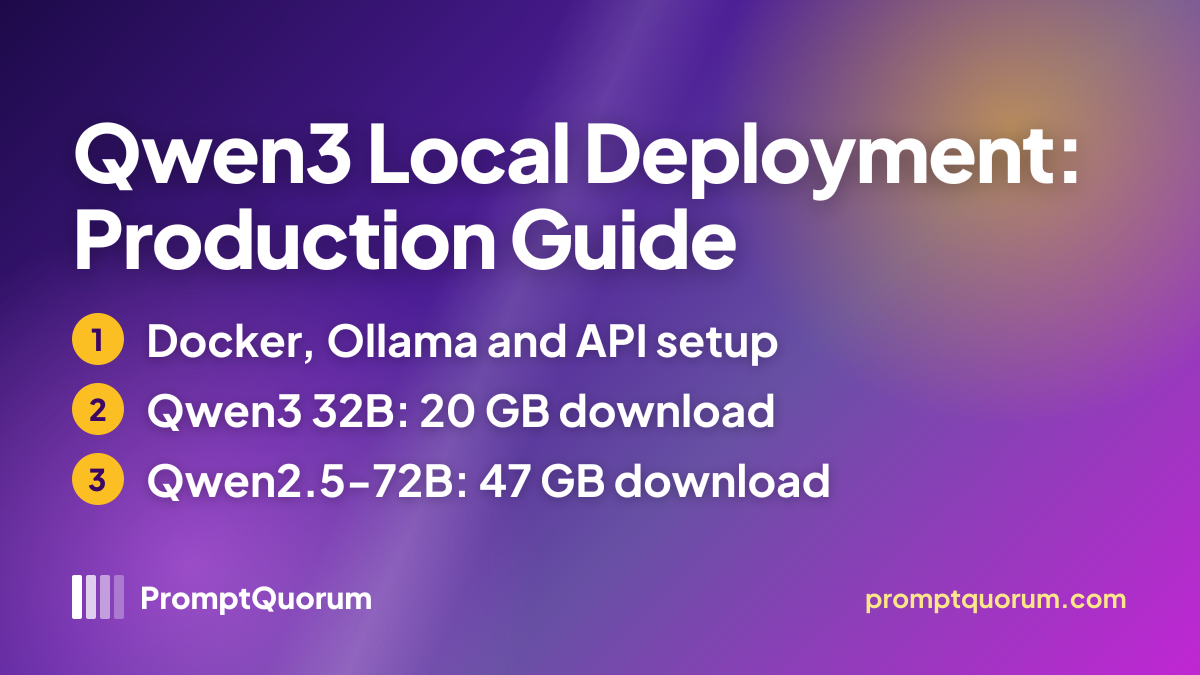 Qwen3 Local Deployment:
Production Guide
1 Docker, Ollama and API setup
2 Qwen3 32B: 20 GB download
3 Qwen2.5-72B: 47 GB download
PromptQuorum
promptquorum.com